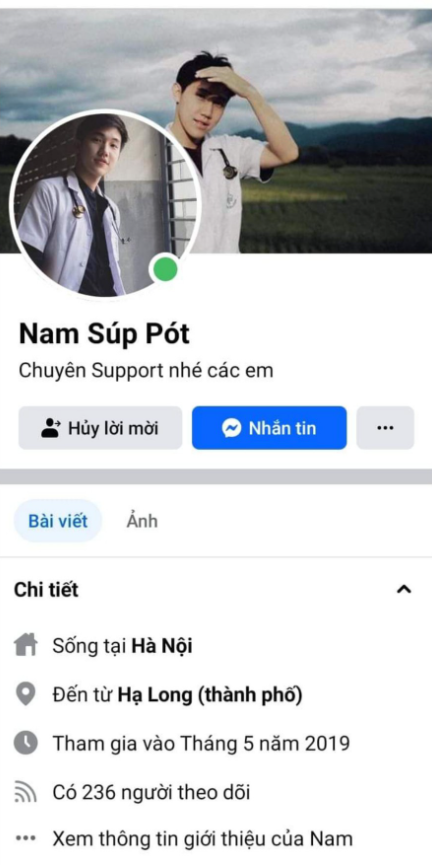 Nam Súp Pót
Chuyên Support nhé các em
Hủy lời mời
Nhắn tin
Bài viết
Ảnh
Chi tiết
Sống tại Hà Nội
Đến từ Hạ Long (thành phố)
Tham gia vào Tháng 5 năm 2019
Có 236 người theo dõi
Xem thông tin giới thiệu của Nam